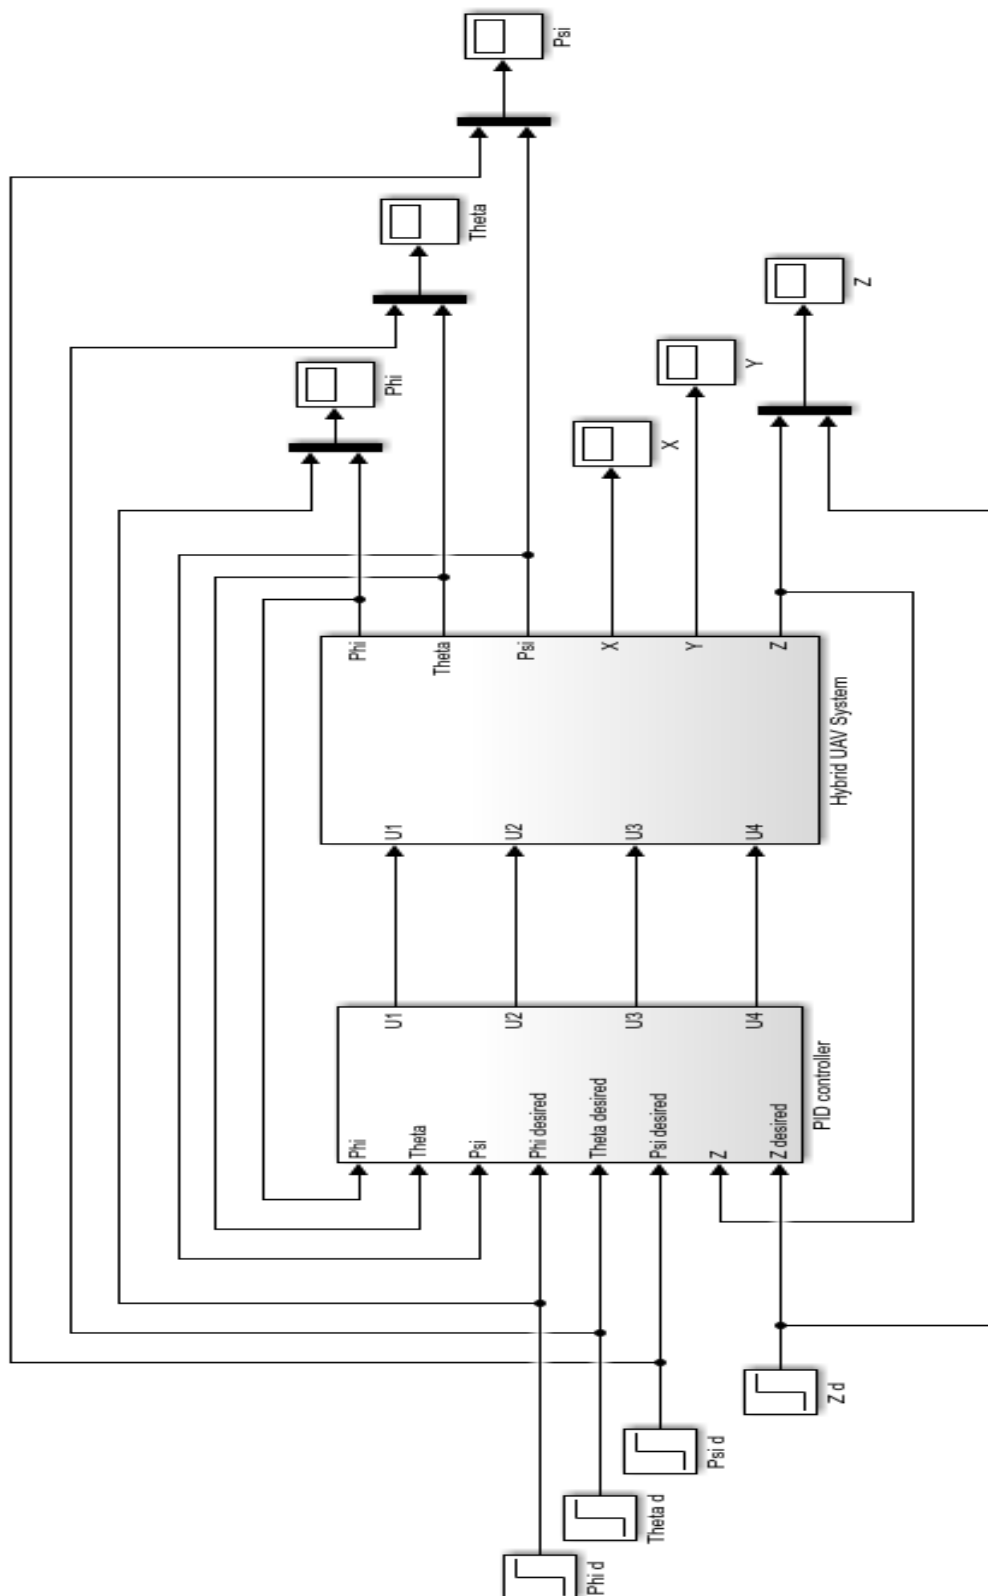 Phi d
Theta d
Psi d
Z d
Phi
Theta
Psi
Phi desired
Theta desired
Psi desired
Z
Z desired
U1
U2
U3
U4
PID controller
U1
U2
U3
U4
Phi
Theta
Psi
X
Y
Z
Hybrid UAV System
Phi
Theta
Psi
X
Y
Z